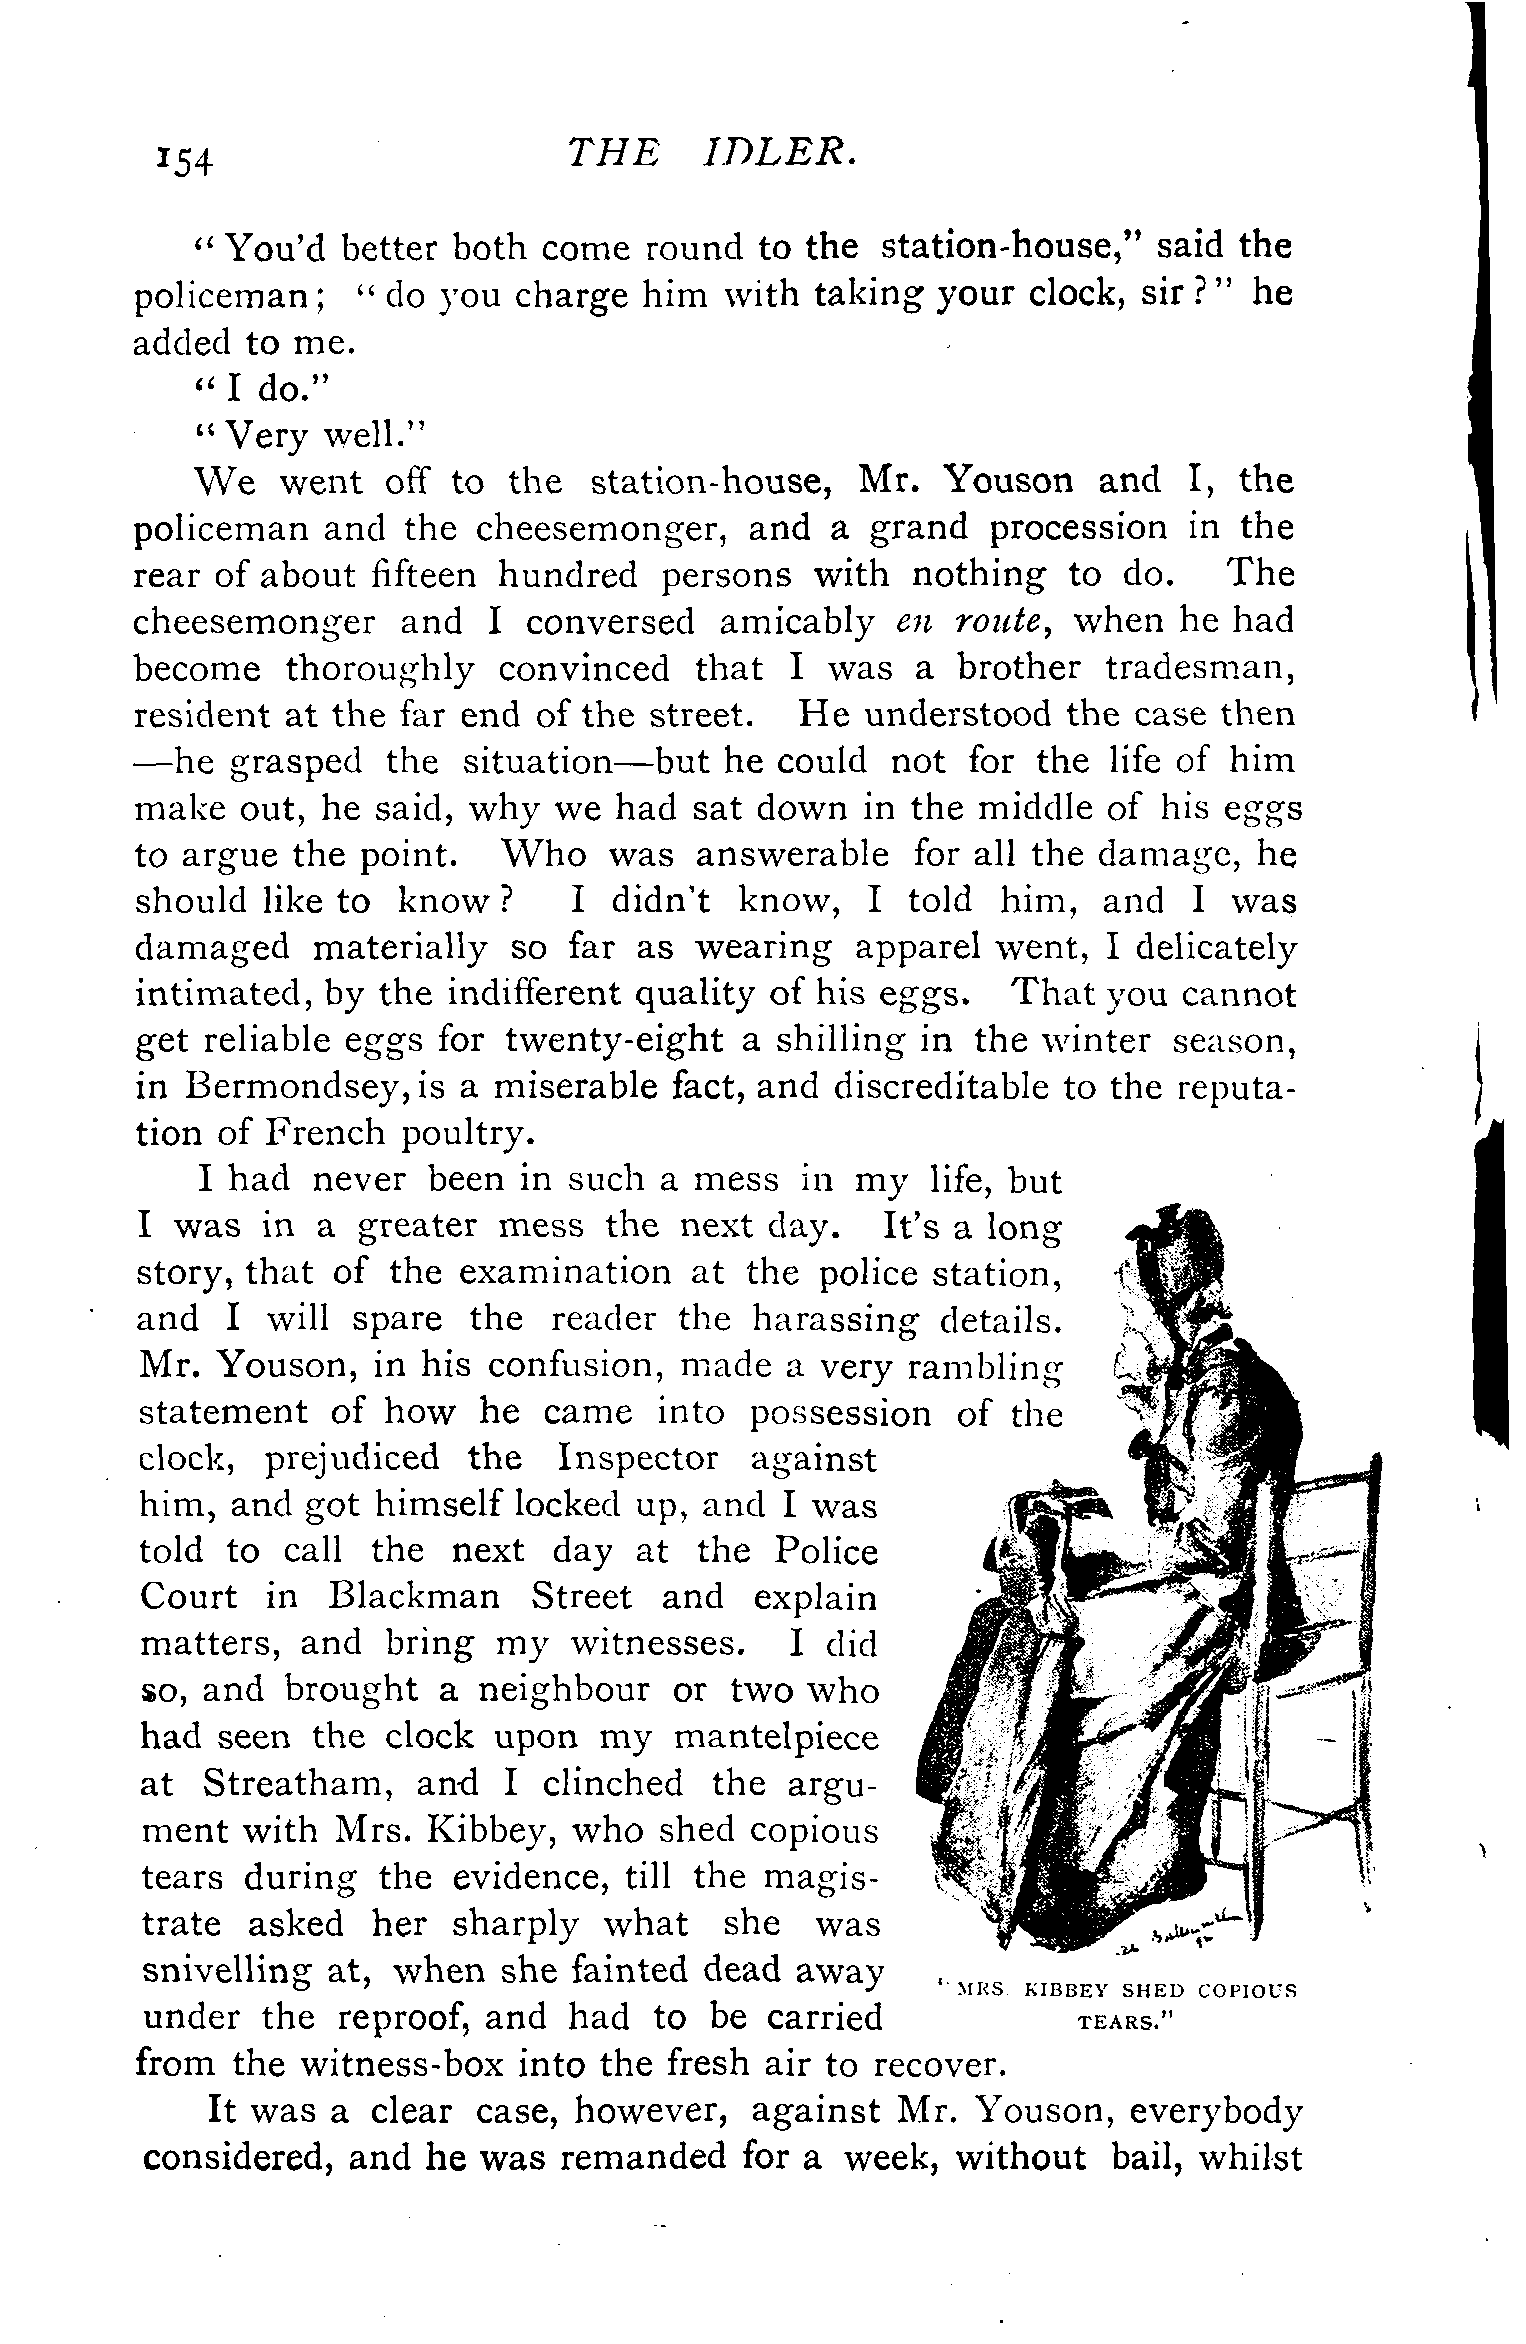 154 THE IDLER.
“ You’d better both come round to the station-house,” said the
policeman; “ do you charge him with taking your clock, sir?” he
added to me.
“ I do.”
“ Very well.”
We went off to the station-house, Mr. Youson and I, the
policeman and the cheesemonger, and a grand procession in the
rear of about fifteen hundred persons with nothing to do. The
cheesemonger and I conversed amicably en route, when he had
become thoroughly convinced that I was a brother tradesman,
resident at the far end of the street. He understood the case then
—he grasped the situation—but he could not for the life of him
make out, he said, why we had sat down in the middle of his eggs
to argue the point. Who was answerable for all the damage, he
should like to know? I didn’t know, I told him, and I was
damaged materially so far as wearing apparel went, I delicately
intimated, by the indifferent quality of his eggs. That you cannot
get reliable eggs for twenty-eight a shilling in the winter season,
in Bermondsey, is a miserable fact, and discreditable to the reputa-
tion of French poultry.
I had never been in such a mess in my life, but
I was in a greater mess the next day. It’s a long
story, that of the examination at the police station,
and I will spare the reader the harassing details.
Mr. Youson, in his confusion, made a very rambling
statement of how he came into possession of the
clock, prejudiced the Inspector against
him, and got himself locked up, and I was
told to call the next day at the Police
Court in Blackman Street and explain
matters, and bring my witnesses. I did
so, and brought a neighbour or two who
had seen the clock upon my mantelpiece
at Streatham, and I clinched the argu-
ment with Mrs. Kibbey, who shed copious
tears during the evidence, till the magis-
trate asked her sharply what she was
snivelling at, when she fainted dead away
under the reproof, and had to be carried
from the witness-box into the fresh air to recover.
“ MRS. KIBBEY SHED COPIOUS
TEARS.”
It was a clear case, however, against Mr. Youson, everybody
considered, and he was remanded for a week, without bail, whilst